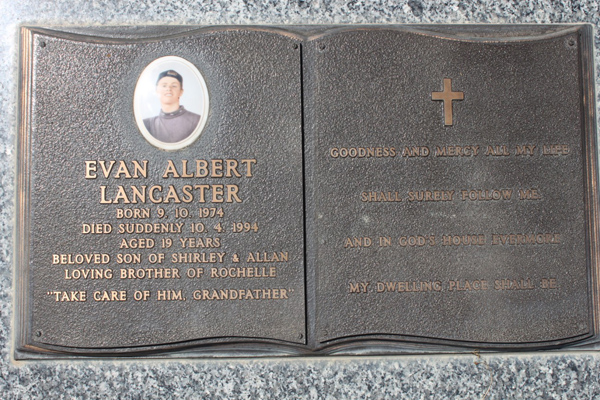 EVAN ALBERT
LANCASTER
BORN 9. 10. 1974
DIED SUDDENLY 10. 4. 1994
AGED 19 YEARS
BELOVED SON OF SHIRLEY & ALLAN
LOVING BROTHER OF ROCHELLE
"TAKE CARE OF HIM, GRANDFATHER"
GOODNESS AND MERCY ALL MY LIFE
SHALL SURELY FOLLOW ME
AND IN GOD'S HOUSE EVERMORE
MY DWELLING PLACE SHALL BE